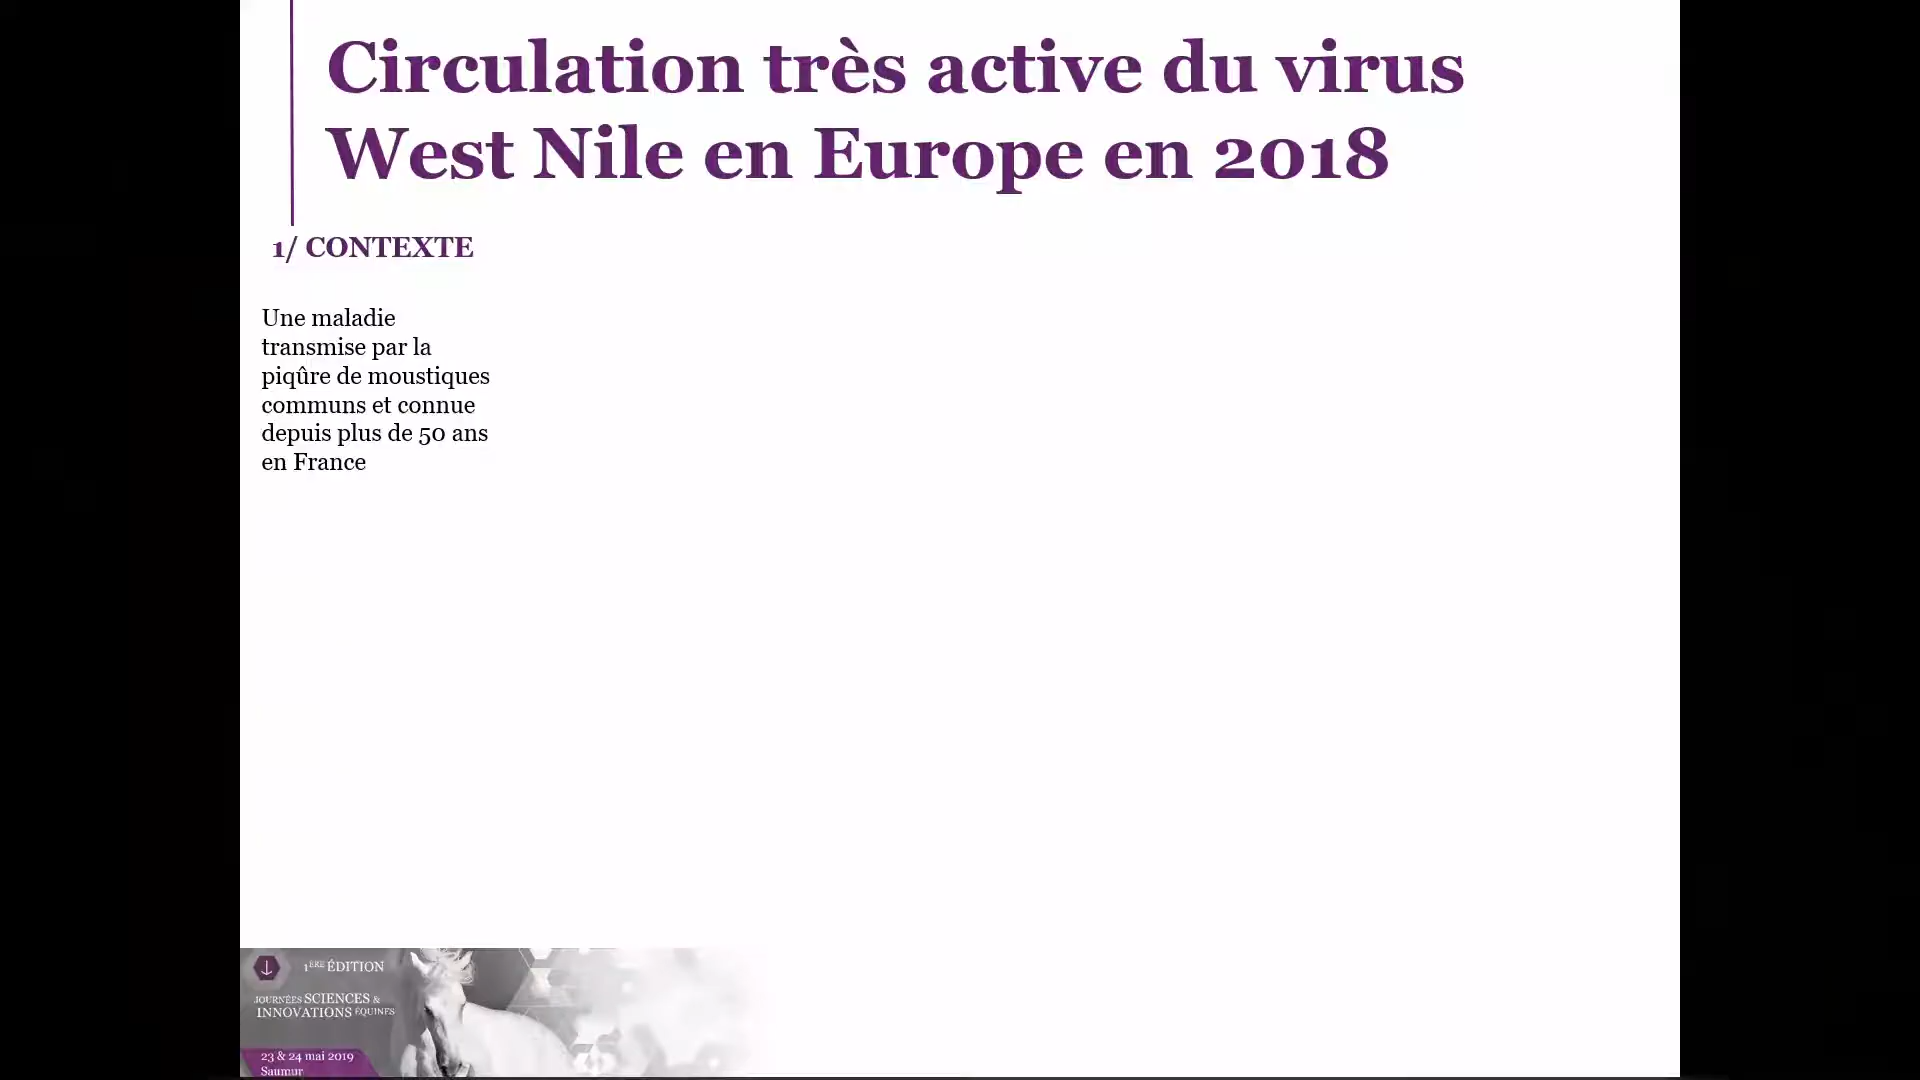 Circulation très active du virus
West Nile en Europe en 2018
1/ CONTEXTE
Une maladie
transmise par la
piqûre de moustiques
communs et connue
depuis plus de 50 ans
en France
1ÈRE ÉDITION
JOURNÉES SCIENCES &
INNOVATIONS ÉQUINES
23 & 24 mai 2019
Saumur